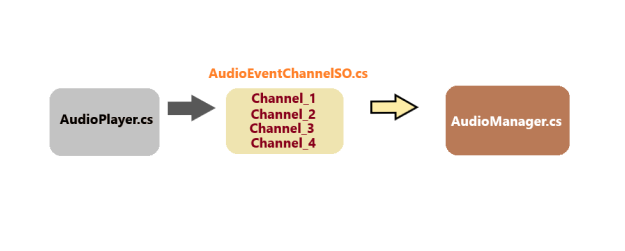 AudioEventChannelSO.cs
AudioPlayer.cs
Channel_1
Channel_2
Channel_3
Channel_4
AudioManager.cs